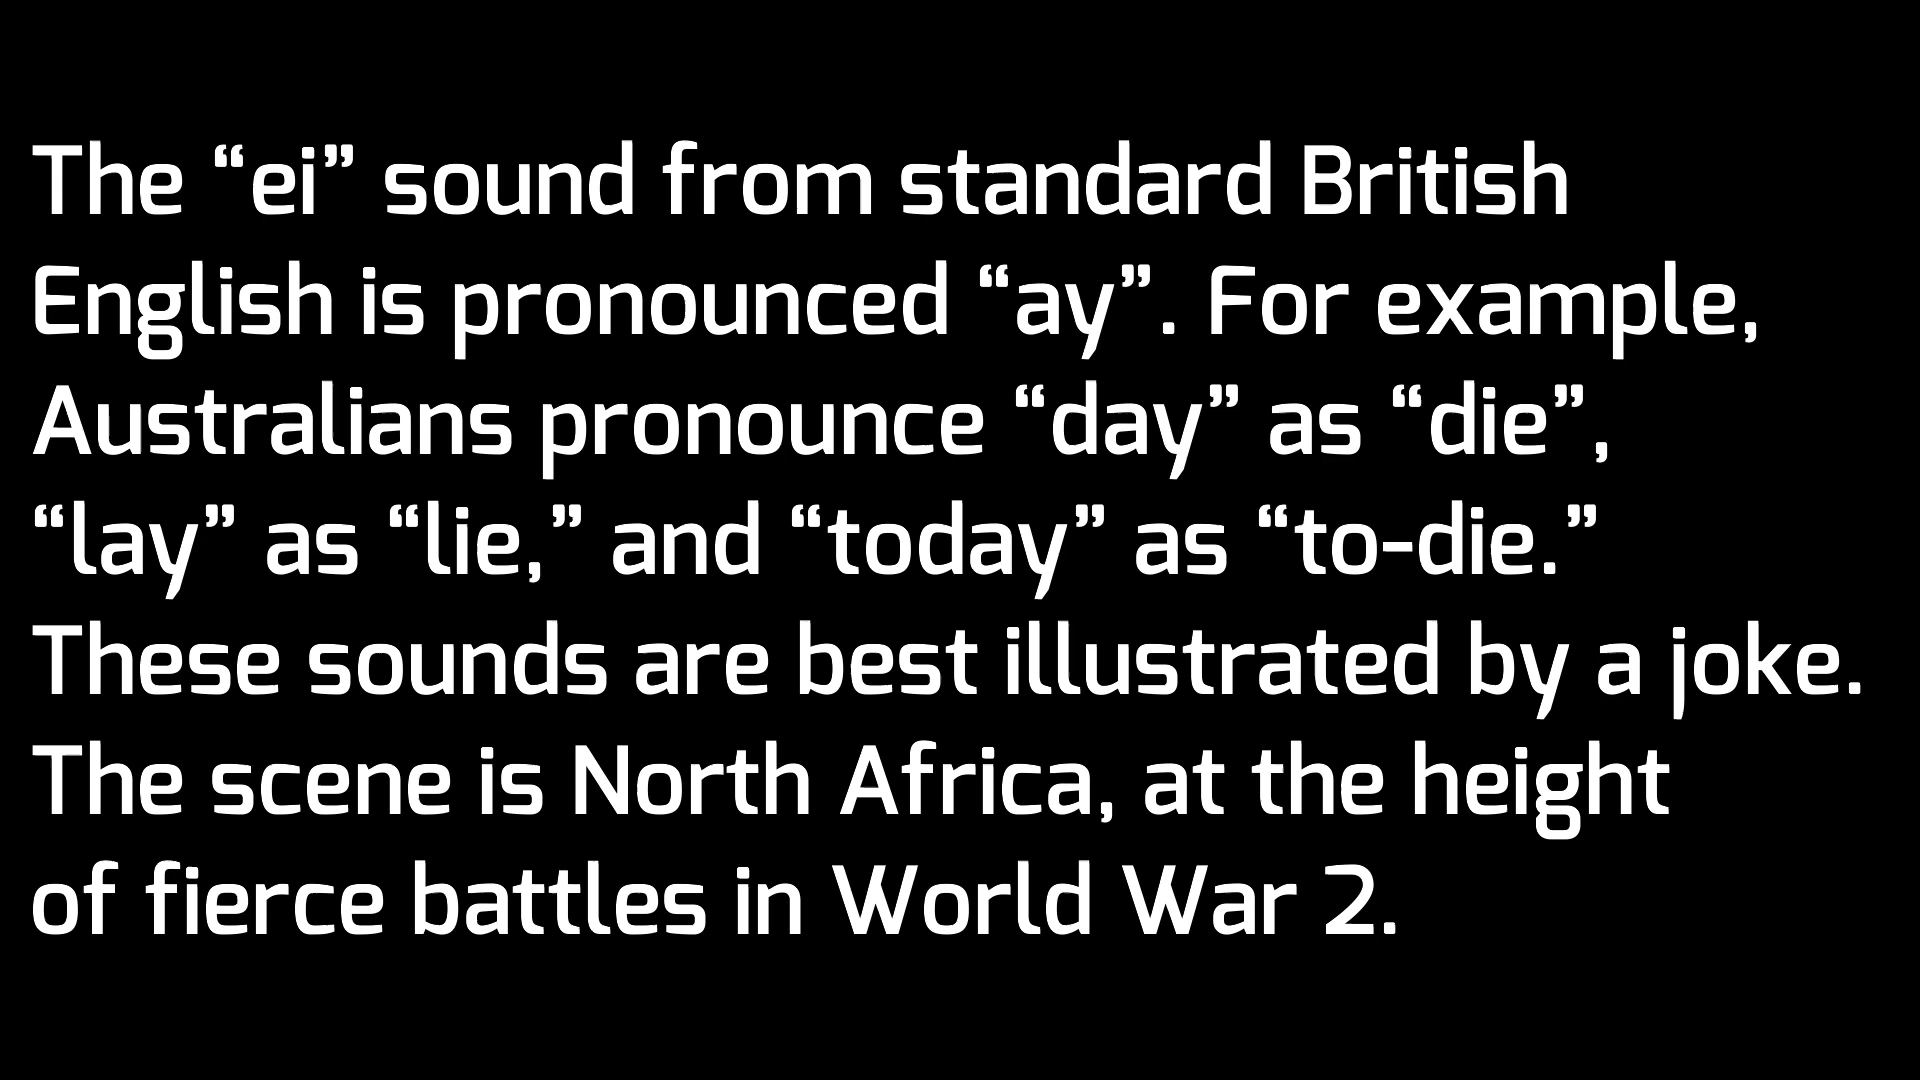 The “ei” sound from standard British
English is pronounced “ay”. For example,
Australians pronounce “day” as “die”,
“lay” as “lie,” and “today” as “to-die.”
These sounds are best illustrated by a joke.
The scene is North Africa, at the height
of fierce battles in World War 2.